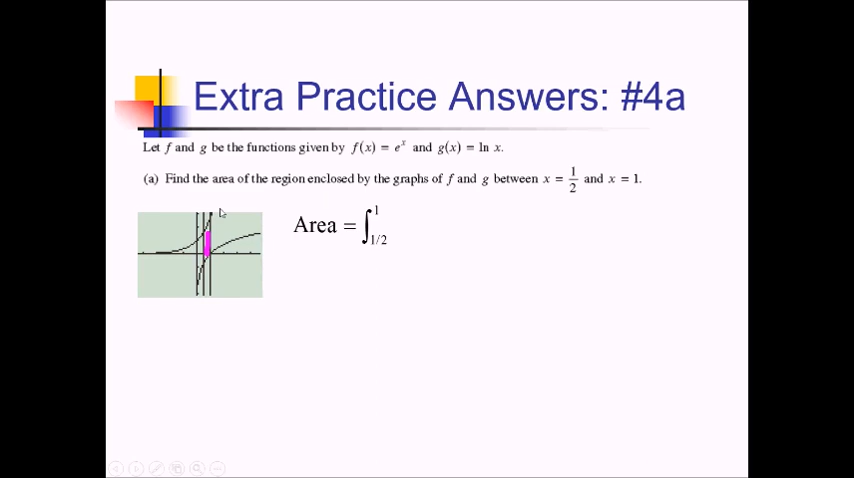 Extra Practice Answers: #4a
Let f and g be the functions given by f(x) = eˣ and g(x) = ln x.
(a) Find the area of the region enclosed by the graphs of f and g between x = 1/2 and x = 1.
Area = ∫_{1/2}^{1}